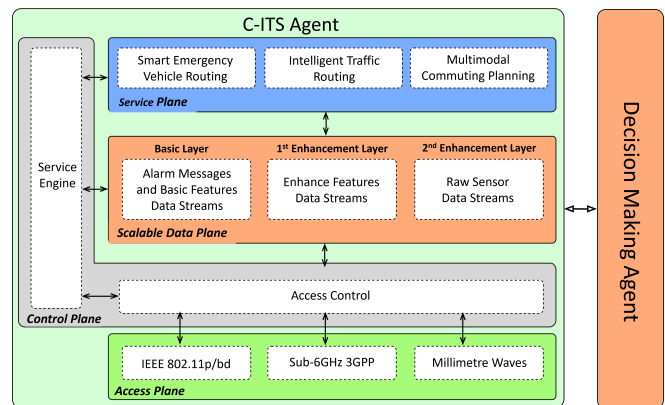 C-ITS Agent
Smart Emergency
Vehicle Routing
Intelligent Traffic
Routing
Multimodal
Commuting Planning
Service Plane
Service
Engine
Basic Layer
1st Enhancement Layer
2nd Enhancement Layer
Alarm Messages
and Basic Features
Data Streams
Enhance Features
Data Streams
Raw Sensor
Data Streams
Scalable Data Plane
Access Control
Control Plane
IEEE 802.11p/bd
Sub-6GHz 3GPP
Millimetre Waves
Access Plane
Decision Making Agent